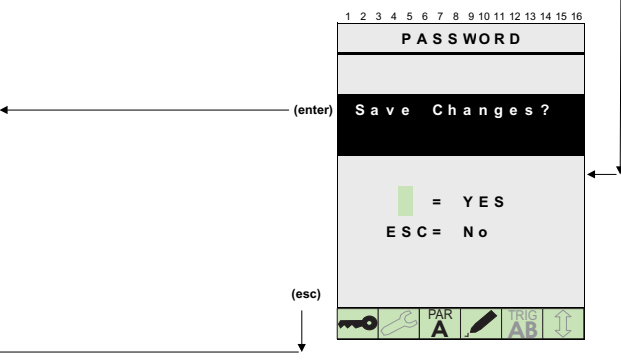 1 2 3 4 5 6 7 8 9 10 11 12 13 14 15 16
PASSWORD
(enter)
Save Changes?
= YES
ESC= No
(esc)
PAR
A
TRIG
AB